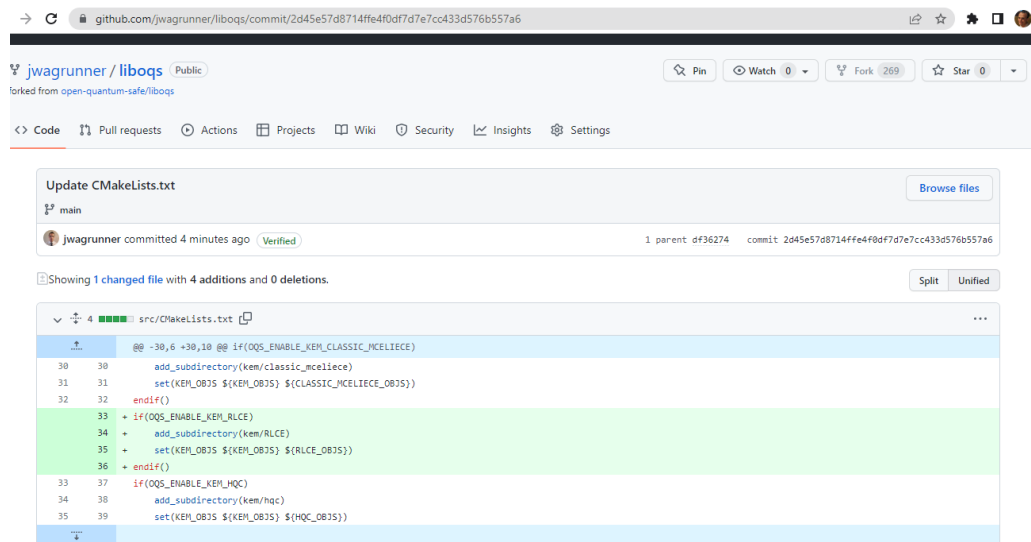 github.com/jwagrunner/liboqs/commit/2d45e57d8714ffe4f0df7d7e7cc433d576b557a6
jwagrunner / liboqs Public
Pin Watch 0 Fork 269 Star 0
forked from open-quantum-safe/liboqs
<> Code Pull requests Actions Projects Wiki Security Insights Settings
Update CMakeLists.txt
Browse files
main
jwagrunner committed 4 minutes ago Verified
1 parent df36274 commit 2d45e57d8714ffe4f0df7d7e7cc433d576b557a6
Showing 1 changed file with 4 additions and 0 deletions.
Split Unified
4 src/CMakeLists.txt
@@ -30,6 +30,10 @@ if(OQS_ENABLE_KEM_CLASSIC_MCELIECE)
30 30 add_subdirectory(kem/classic_mceliece)
31 31 set(KEM_OBJS ${KEM_OBJS} ${CLASSIC_MCELIECE_OBJS})
32 32 endif()
33 + if(OQS_ENABLE_KEM_RLCE)
34 + add_subdirectory(kem/RLCE)
35 + set(KEM_OBJS ${KEM_OBJS} ${RLCE_OBJS})
36 + endif()
33 37 if(OQS_ENABLE_KEM_HQC)
34 38 add_subdirectory(kem/hqc)
35 39 set(KEM_OBJS ${KEM_OBJS} ${HQC_OBJS})